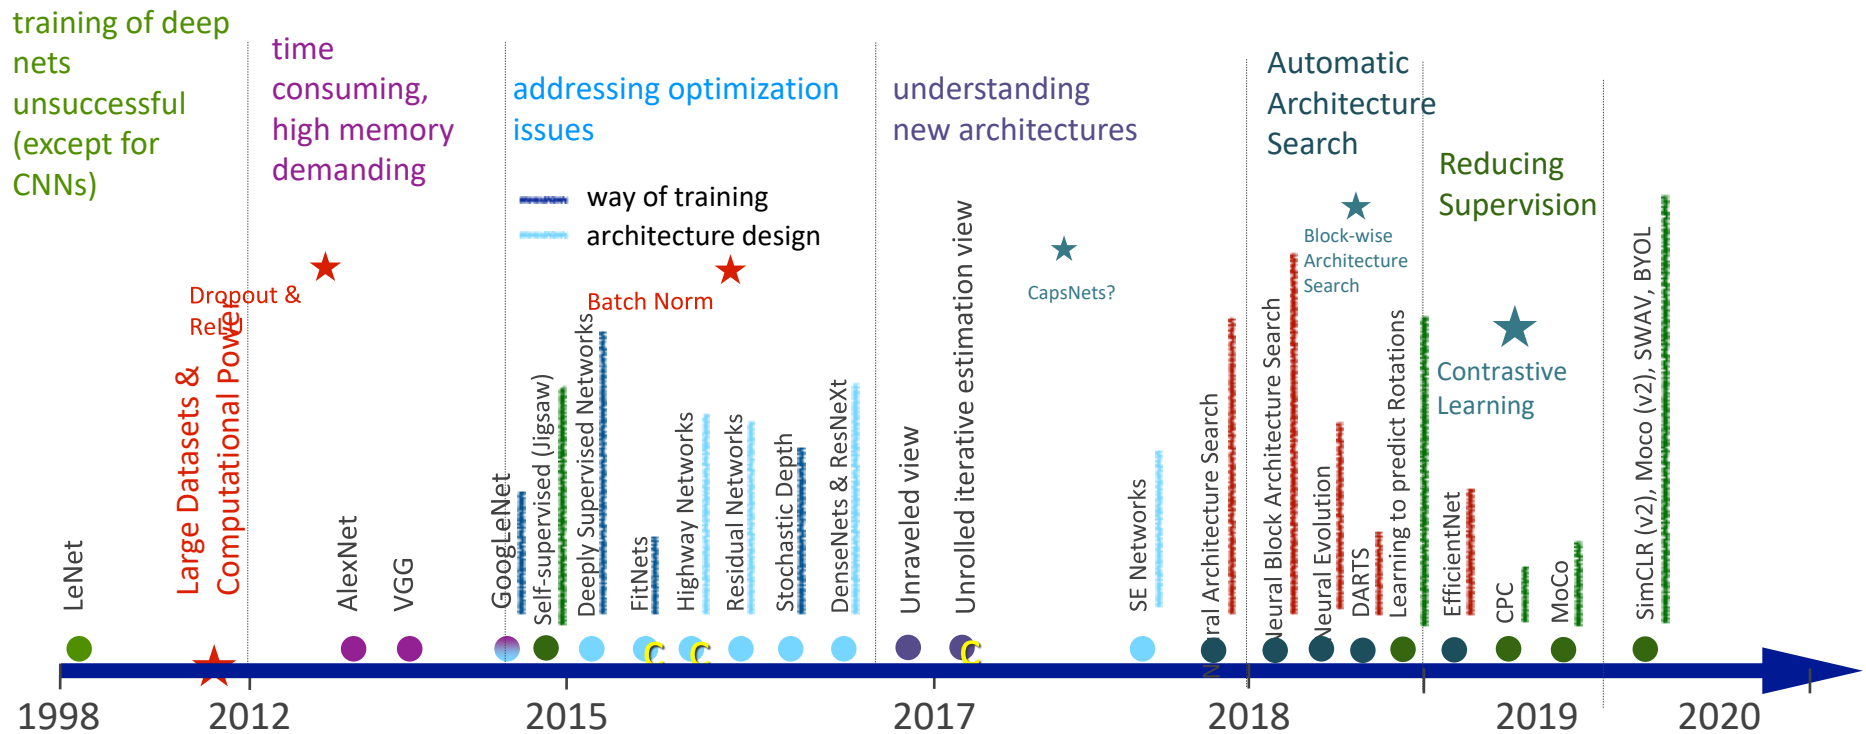 training of deep
nets
unsuccessful
(except for
CNNs)
time
consuming,
high memory
demanding
addressing optimization
issues
way of training
architecture design
understanding
new architectures
Automatic
Architecture
Search
Reducing
Supervision
Dropout &
ReLU
Large Datasets &
Computational Power
Batch Norm
CapsNets?
Block-wise
Architecture
Search
Contrastive
Learning
LeNet
AlexNet
VGG
GoogLeNet
Self-supervised (Jigsaw)
Deeply Supervised Networks
FitNets
Highway Networks
Residual Networks
Stochastic Depth
DenseNets & ResNeXt
Unraveled view
Unrolled iterative estimation view
SE Networks
Neural Architecture Search
Neural Block Architecture Search
Neural Evolution
DARTS
Learning to predict Rotations
EfficientNet
CPC
MoCo
SimCLR (v2), Moco (v2), SWAV, BYOL
C
C
C
1998
2012
2015
2017
2018
2019
2020